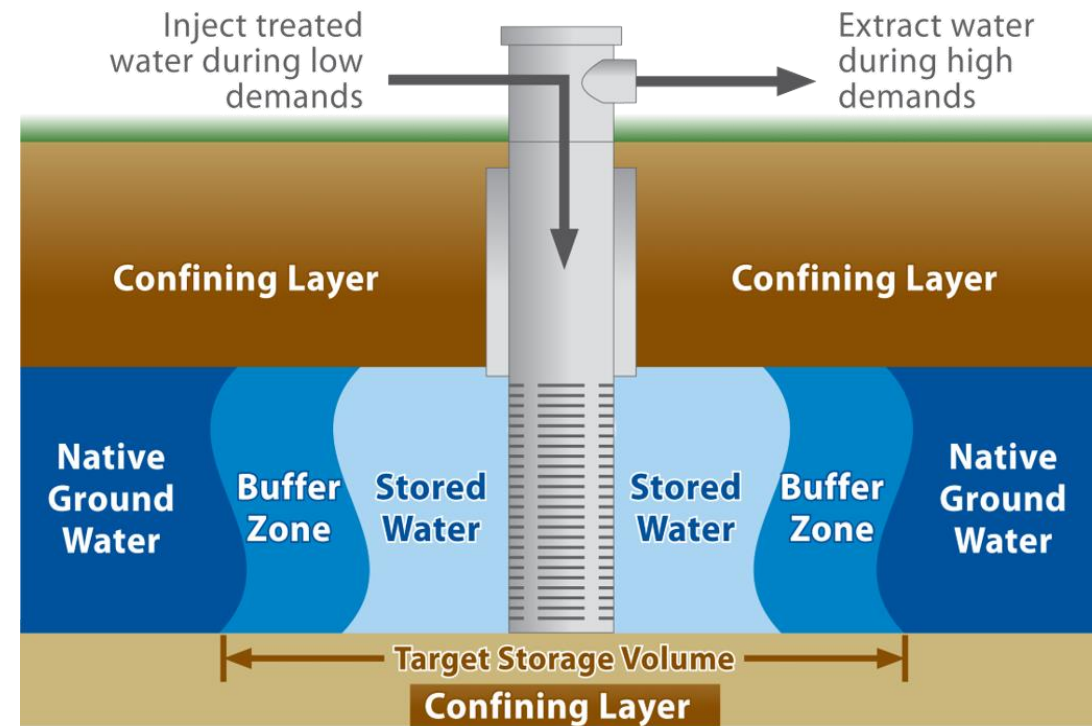 Inject treated
water during low
demands
Extract water
during high
demands
Confining Layer
Confining Layer
Native
Ground
Water
Buffer
Zone
Stored
Water
Stored
Water
Buffer
Zone
Native
Ground
Water
Target Storage Volume
Confining Layer